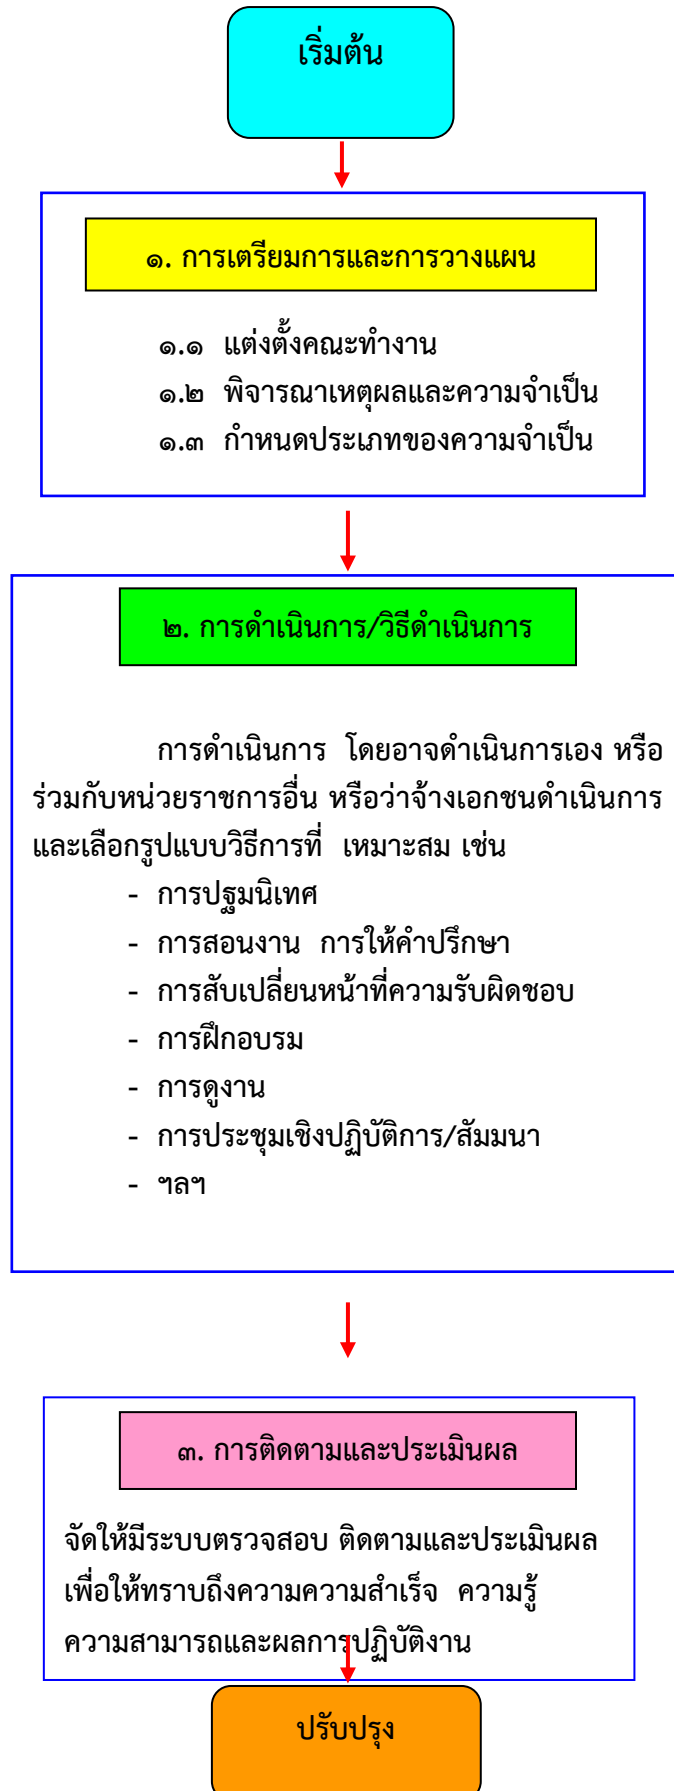 เริ่มต้น
๑. การเตรียมการและการวางแผน
๑.๑ แต่งตั้งคณะทำงาน
๑.๒ พิจารณาเหตุผลและความจำเป็น
๑.๓ กำหนดประเภทของความจำเป็น
๒. การดำเนินการ/วิธีดำเนินการ
การดำเนินการ โดยอาจดำเนินการเอง หรือ
ร่วมกับหน่วยราชการอื่น หรือว่าจ้างเอกชนดำเนินการ
และเลือกรูปแบบวิธีการที่ เหมาะสม เช่น
- การปฐมนิเทศ
- การสอนงาน การให้คำปรึกษา
- การสับเปลี่ยนหน้าที่ความรับผิดชอบ
- การฝึกอบรม
- การดูงาน
- การประชุมเชิงปฏิบัติการ/สัมมนา
- ฯลฯ
๓. การติดตามและประเมินผล
จัดให้มีระบบตรวจสอบ ติดตามและประเมินผล
เพื่อให้ทราบถึงความความสำเร็จ ความรู้
ความสามารถและผลการปฏิบัติงาน
ปรับปรุง